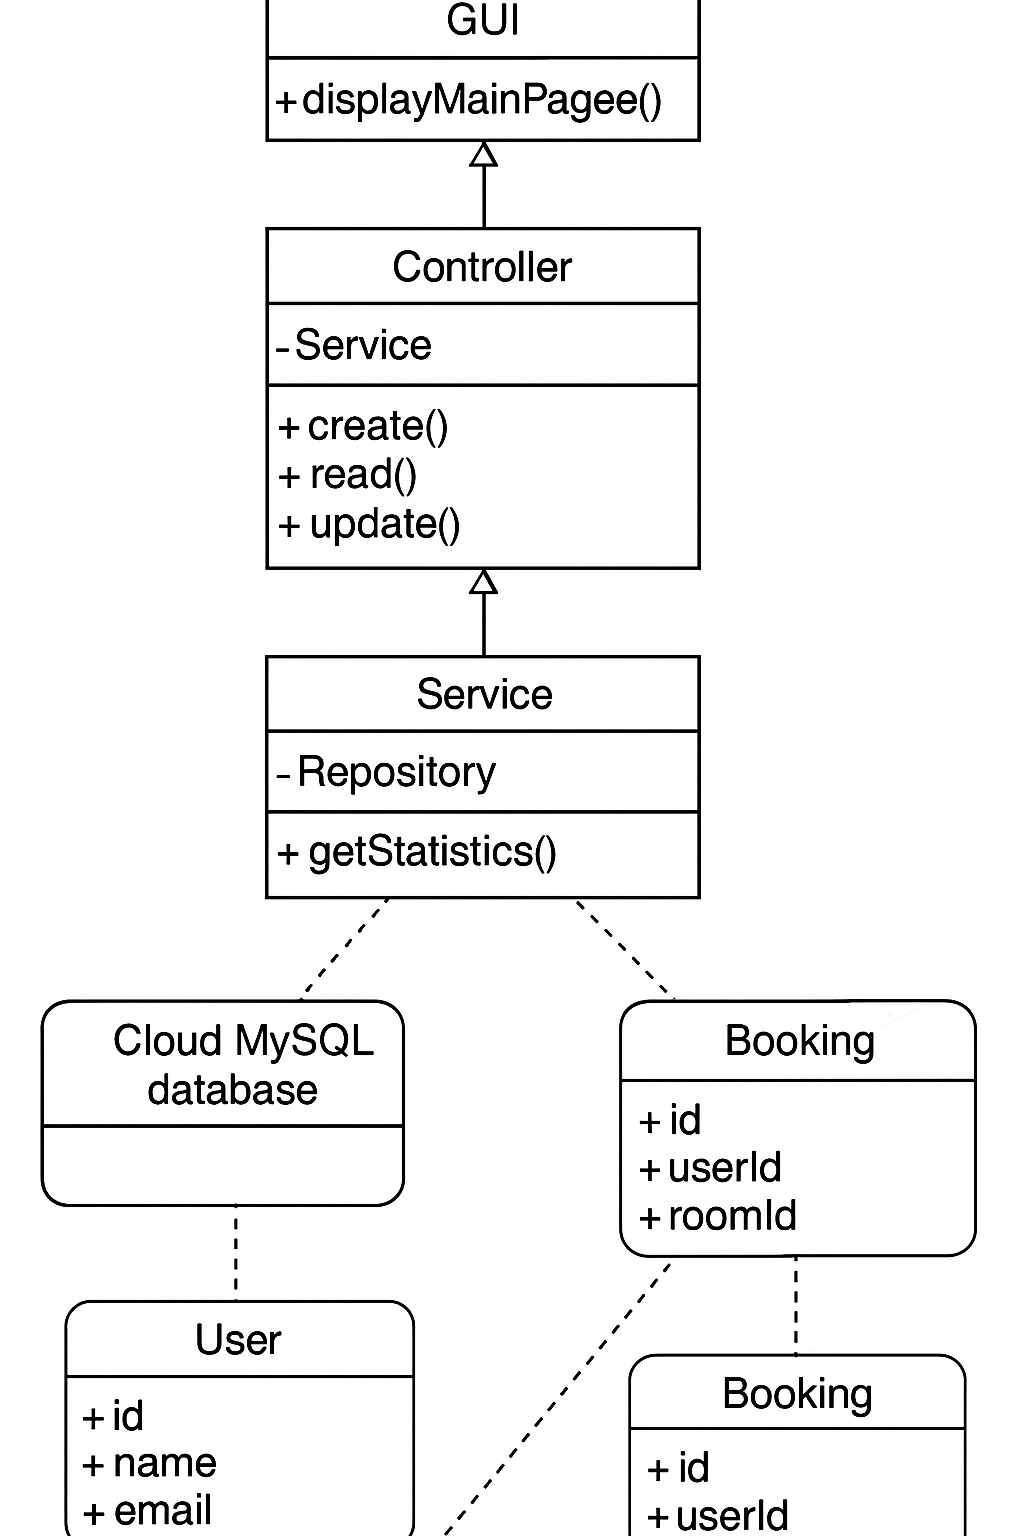 GUI
+displayMainPagee()
Controller
-Service
+ create()
+ read()
+ update()
Service
-Repository
+ getStatistics()
Cloud MySQL
database
Booking
+ id
+ userId
+ roomId
User
+ id
+ name
+ email
Booking
+ id
+ userId